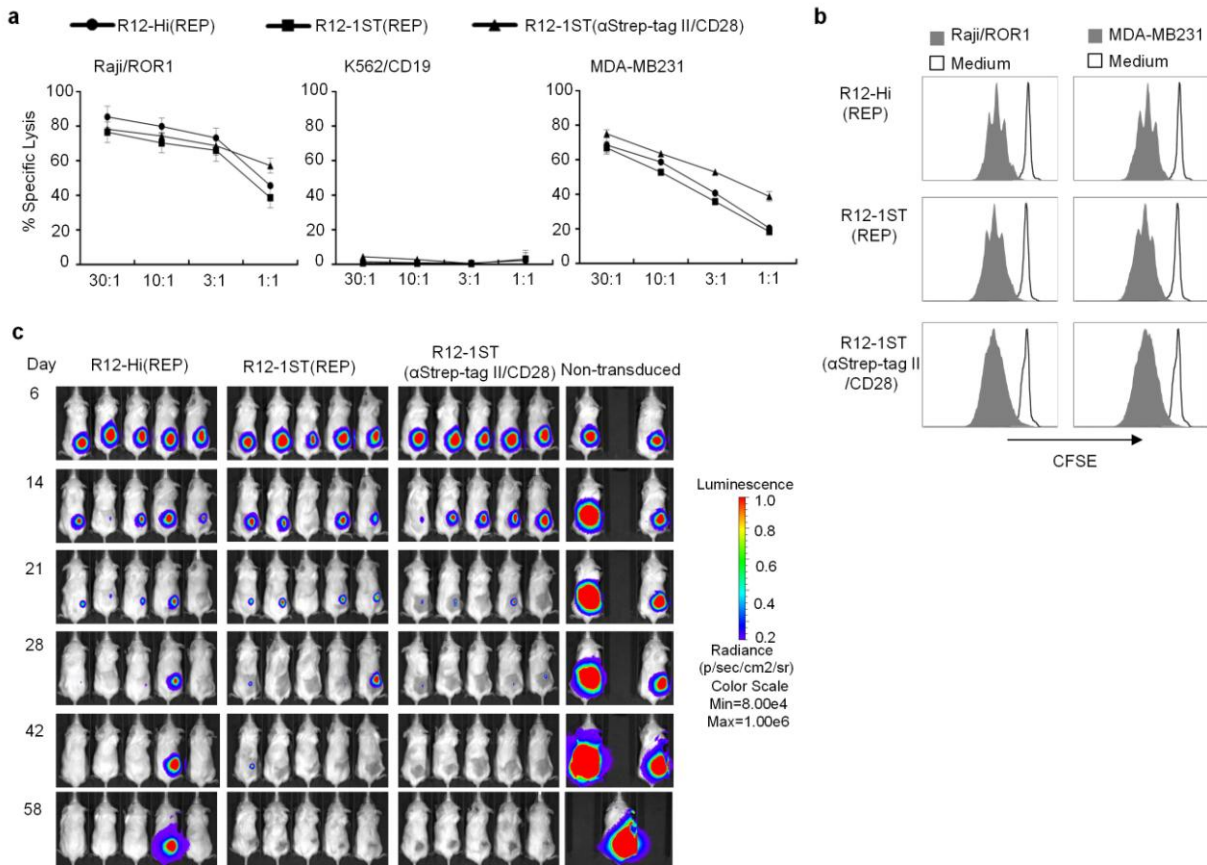 a
R12-Hi(REP) R12-1ST(REP) R12-1ST(αStrep-tag II/CD28)
Raji/ROR1 K562/CD19 MDA-MB231
% Specific Lysis
100 100 100
80 80 80
60 60 60
40 40 40
20 20 20
0 0 0
30:1 10:1 3:1 1:1 30:1 10:1 3:1 1:1 30:1 10:1 3:1 1:1
b
Raji/ROR1 MDA-MB231
Medium Medium
R12-Hi
(REP)
R12-1ST
(REP)
R12-1ST
(αStrep-tag II
/CD28)
CFSE
c
Day R12-Hi(REP) R12-1ST(REP) R12-1ST
(αStrep-tag II/CD28) Non-transduced
6
14
21
28
42
58
Luminescence
1.0
0.8
0.6
0.4
0.2
Radiance
(p/sec/cm2/sr)
Color Scale
Min=8.00e4
Max=1.00e6